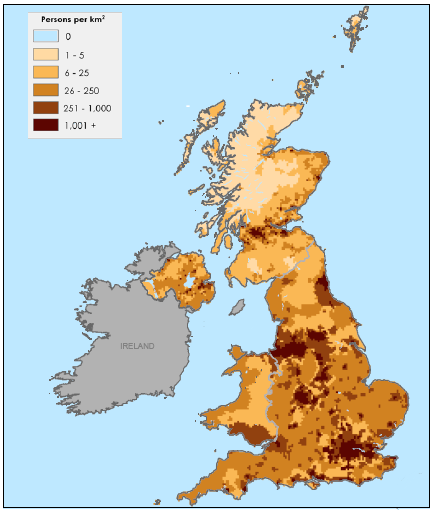 Persons per km²
0
1 - 5
6 - 25
26 - 250
251 - 1,000
1,001 +
IRELAND